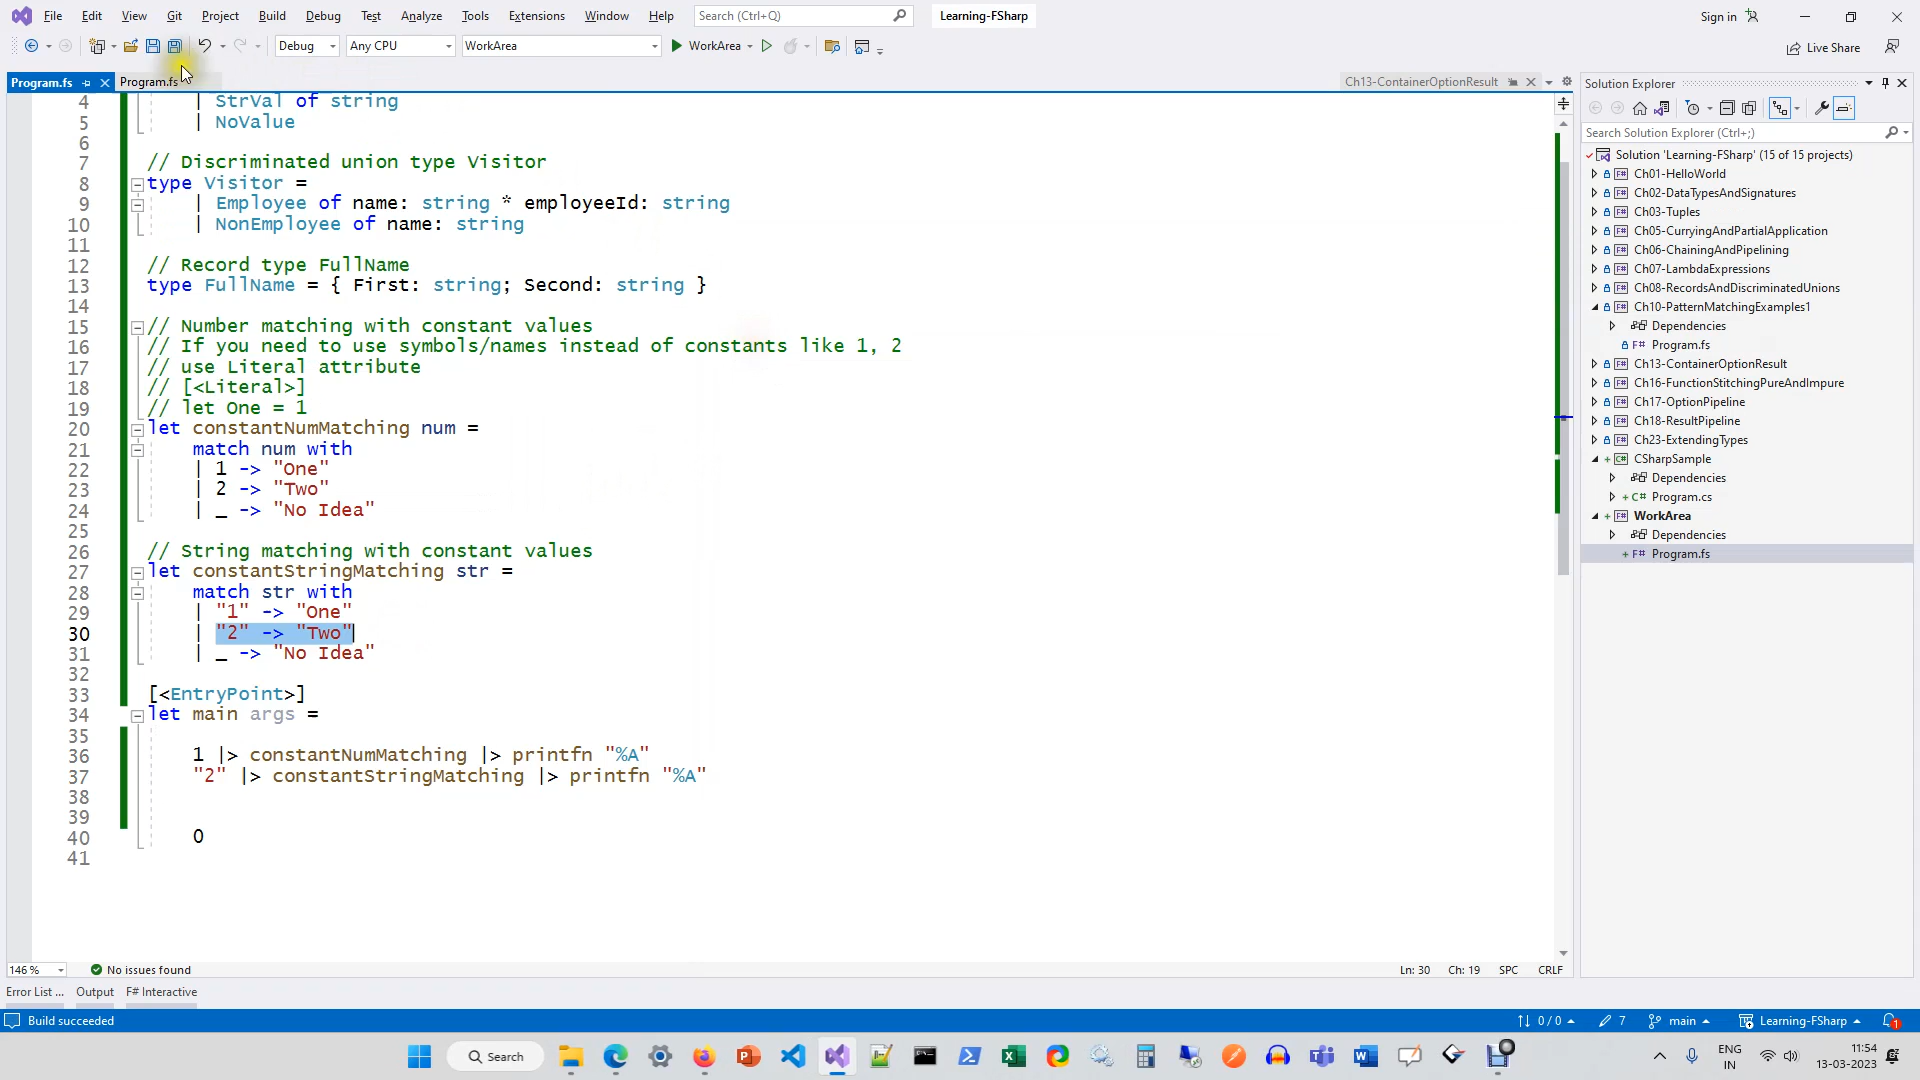 File Edit View Git Project Build Debug Test Analyze Tools Extensions Window Help Search (Ctrl+Q) Learning-FSharp Sign in
Debug Any CPU WorkArea WorkArea Live Share
Program.fs Program.fs Ch13-ContainerOptionResult
4 | StrVal of string
5 | NoValue
6
7 // Discriminated union type Visitor
8 type Visitor =
9 | Employee of name: string * employeeId: string
10 | NonEmployee of name: string
11
12 // Record type FullName
13 type FullName = { First: string; Second: string }
14
15 // Number matching with constant values
16 // If you need to use symbols/names instead of constants like 1, 2
17 // use Literal attribute
18 // [<Literal>]
19 // let One = 1
20 let constantNumMatching num =
21 match num with
22 | 1 -> "One"
23 | 2 -> "Two"
24 | _ -> "No Idea"
25
26 // String matching with constant values
27 let constantStringMatching str =
28 match str with
29 | "1" -> "One"
30 | "2" -> "Two"
31 | _ -> "No Idea"
32
33 [<EntryPoint>]
34 let main args =
35
36 1 |> constantNumMatching |> printfn "%A"
37 "2" |> constantStringMatching |> printfn "%A"
38
39
40 0
41
146 % No issues found Ln: 30 Ch: 19 SPC CRLF
Error List ... Output F# Interactive
Solution Explorer
Search Solution Explorer (Ctrl+;)
Solution 'Learning-FSharp' (15 of 15 projects)
Ch01-HelloWorld
Ch02-DataTypesAndSignatures
Ch03-Tuples
Ch05-CurryingAndPartialApplication
Ch06-ChainingAndPipelining
Ch07-LambdaExpressions
Ch08-RecordsAndDiscriminatedUnions
Ch10-PatternMatchingExamples1
Dependencies
F# Program.fs
Ch13-ContainerOptionResult
Ch16-FunctionStitchingPureAndImpure
Ch17-OptionPipeline
Ch18-ResultPipeline
Ch23-ExtendingTypes
C# CSharpSample
Dependencies
C# Program.cs
WorkArea
Dependencies
F# Program.fs
Build succeeded 0 / 0 7 main Learning-FSharp 1
Search ENG IN 11:54 13-03-2023